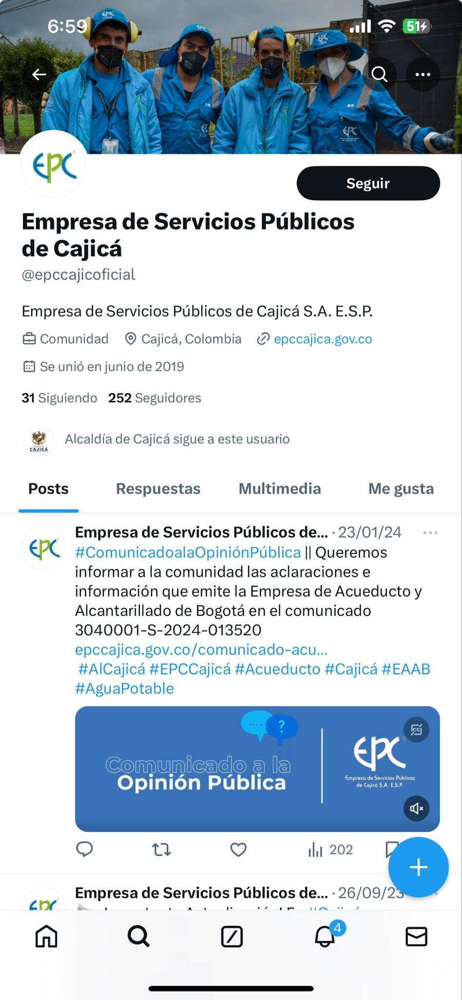 6:59
51
EPC
Seguir
Empresa de Servicios Públicos
de Cajicá
@epccajicoficial
Empresa de Servicios Públicos de Cajicá S.A. E.S.P.
Comunidad Cajicá, Colombia epccajica.gov.co
Se unió en junio de 2019
31 Siguiendo 252 Seguidores
CAJICÁ
Alcaldía de Cajicá sigue a este usuario
Posts Respuestas Multimedia Me gusta
EPC
Empresa de Servicios Públicos de... · 23/01/24
#ComunicadoalaOpiniónPública || Queremos
informar a la comunidad las aclaraciones e
información que emite la Empresa de Acueducto y
Alcantarillado de Bogotá en el comunicado
3040001-S-2024-013520
epccajica.gov.co/comunicado-acu...
#AlCajicá #EPCCajicá #Acueducto #Cajicá #EAAB
#AguaPotable
?
Comunicado a la
Opinión Pública
EPC
Empresa de Servicios Públicos
de Cajicá S.A. E.S.P.
202
Empresa de Servicios Públicos de... · 26/09/23
EPC
4